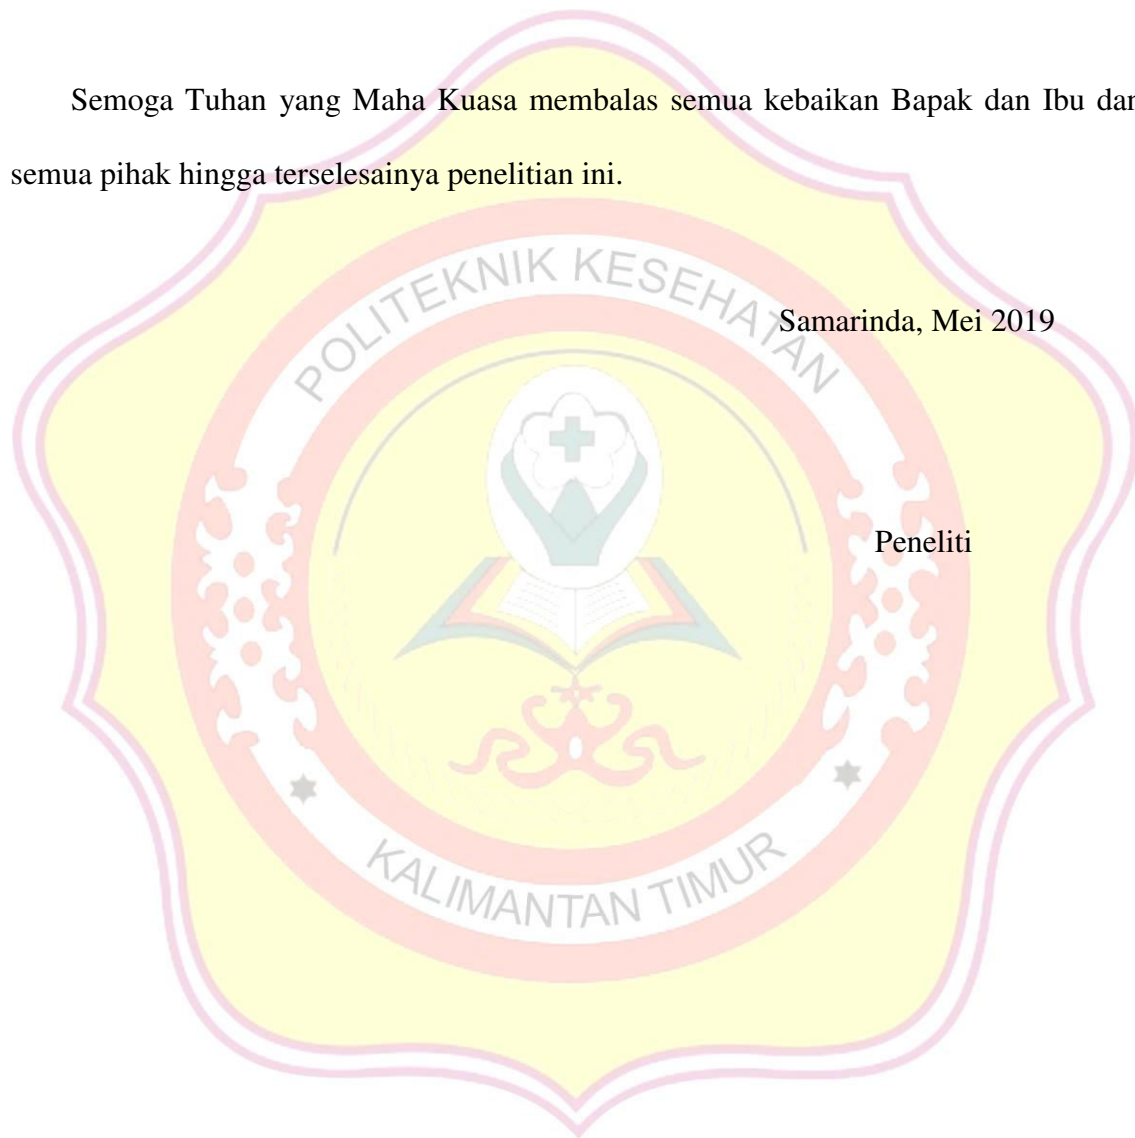 Semoga Tuhan yang Maha Kuasa membalas semua kebaikan Bapak dan Ibu dan
semua pihak hingga terselesainya penelitian ini.
POLITEKNIK KESEHATAN
Samarinda, Mei 2019
Peneliti
KALIMANTAN TIMUR